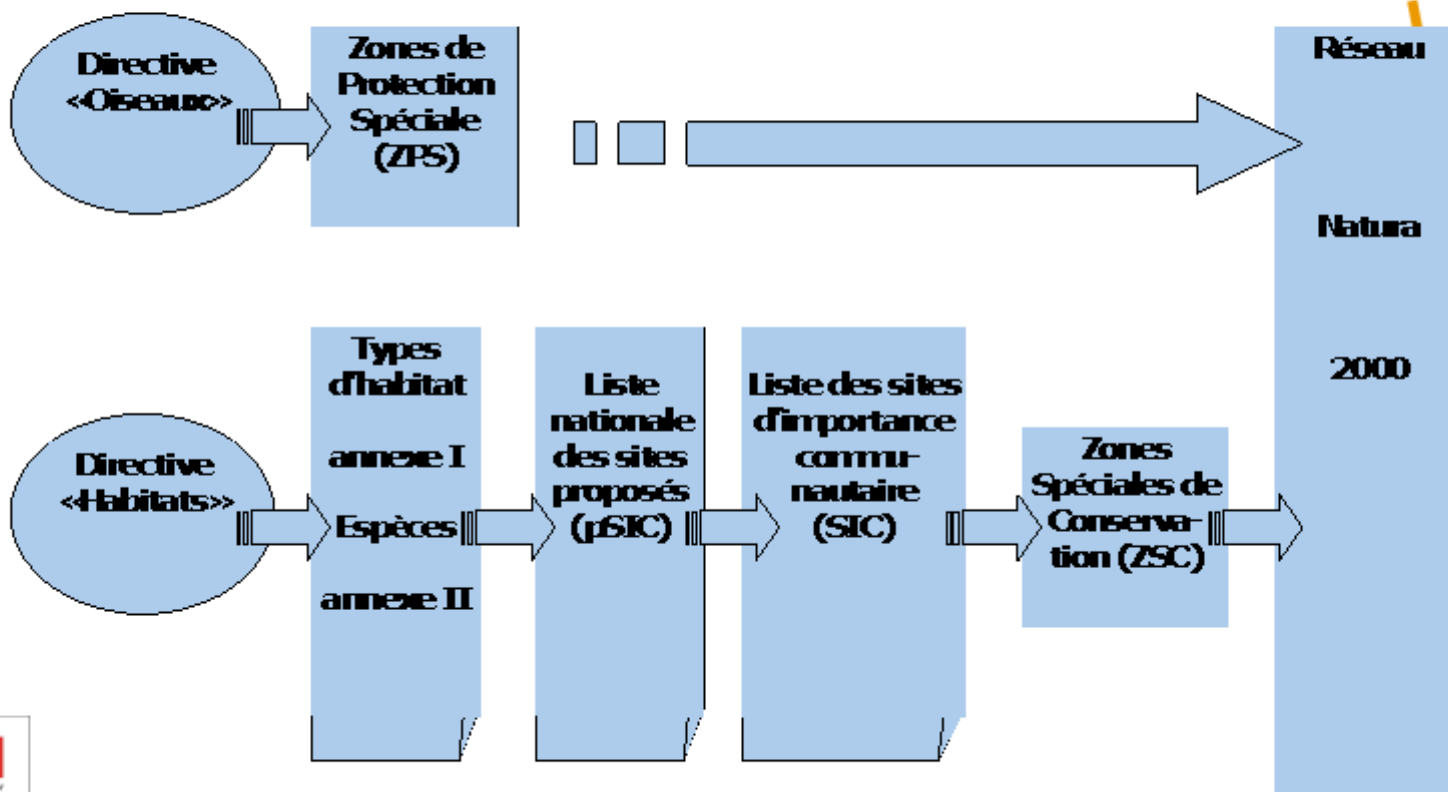 Directive
«Oiseaux»
Zones de
Protection
Spéciale
(ZPS)
Réseau
Natura
2000
Directive
«Habitats»
Types
d'habitat
annexe I
Espèces
annexe II
Liste
nationale
des sites
proposés
(pSIC)
Liste des sites
d'importance
commu-
nautaire
(SIC)
Zones
Spéciales de
Conserva-
tion (ZSC)